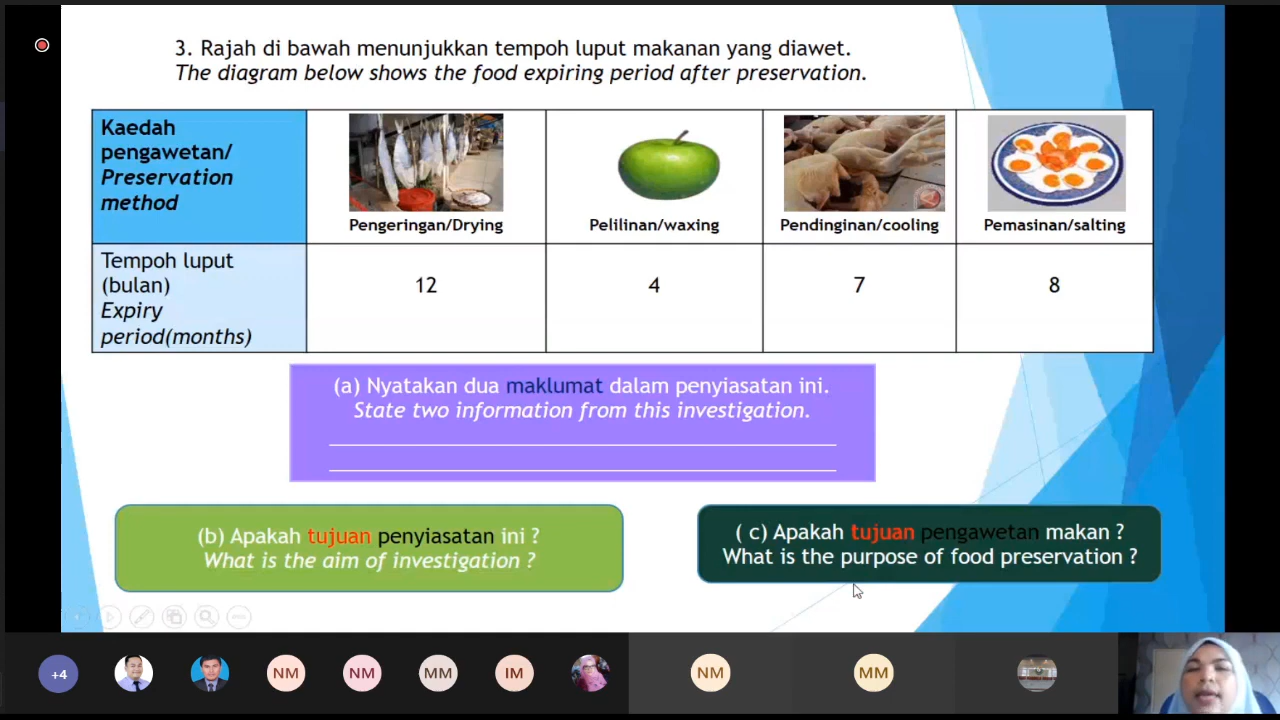 3. Rajah di bawah menunjukkan tempoh luput makanan yang diawet.
The diagram below shows the food expiring period after preservation.
Kaedah
pengawetan/
Preservation
method
Pengeringan/Drying
Pelilinan/waxing
Pendinginan/cooling
Pemasinan/salting
Tempoh luput
(bulan)
Expiry
period(months)
12
4
7
8
(a) Nyatakan dua maklumat dalam penyiasatan ini.
State two information from this investigation.
(b) Apakah tujuan penyiasatan ini ?
What is the aim of investigation ?
( c) Apakah tujuan pengawetan makan ?
What is the purpose of food preservation ?
+4
NM
NM
MM
IM
NM
MM